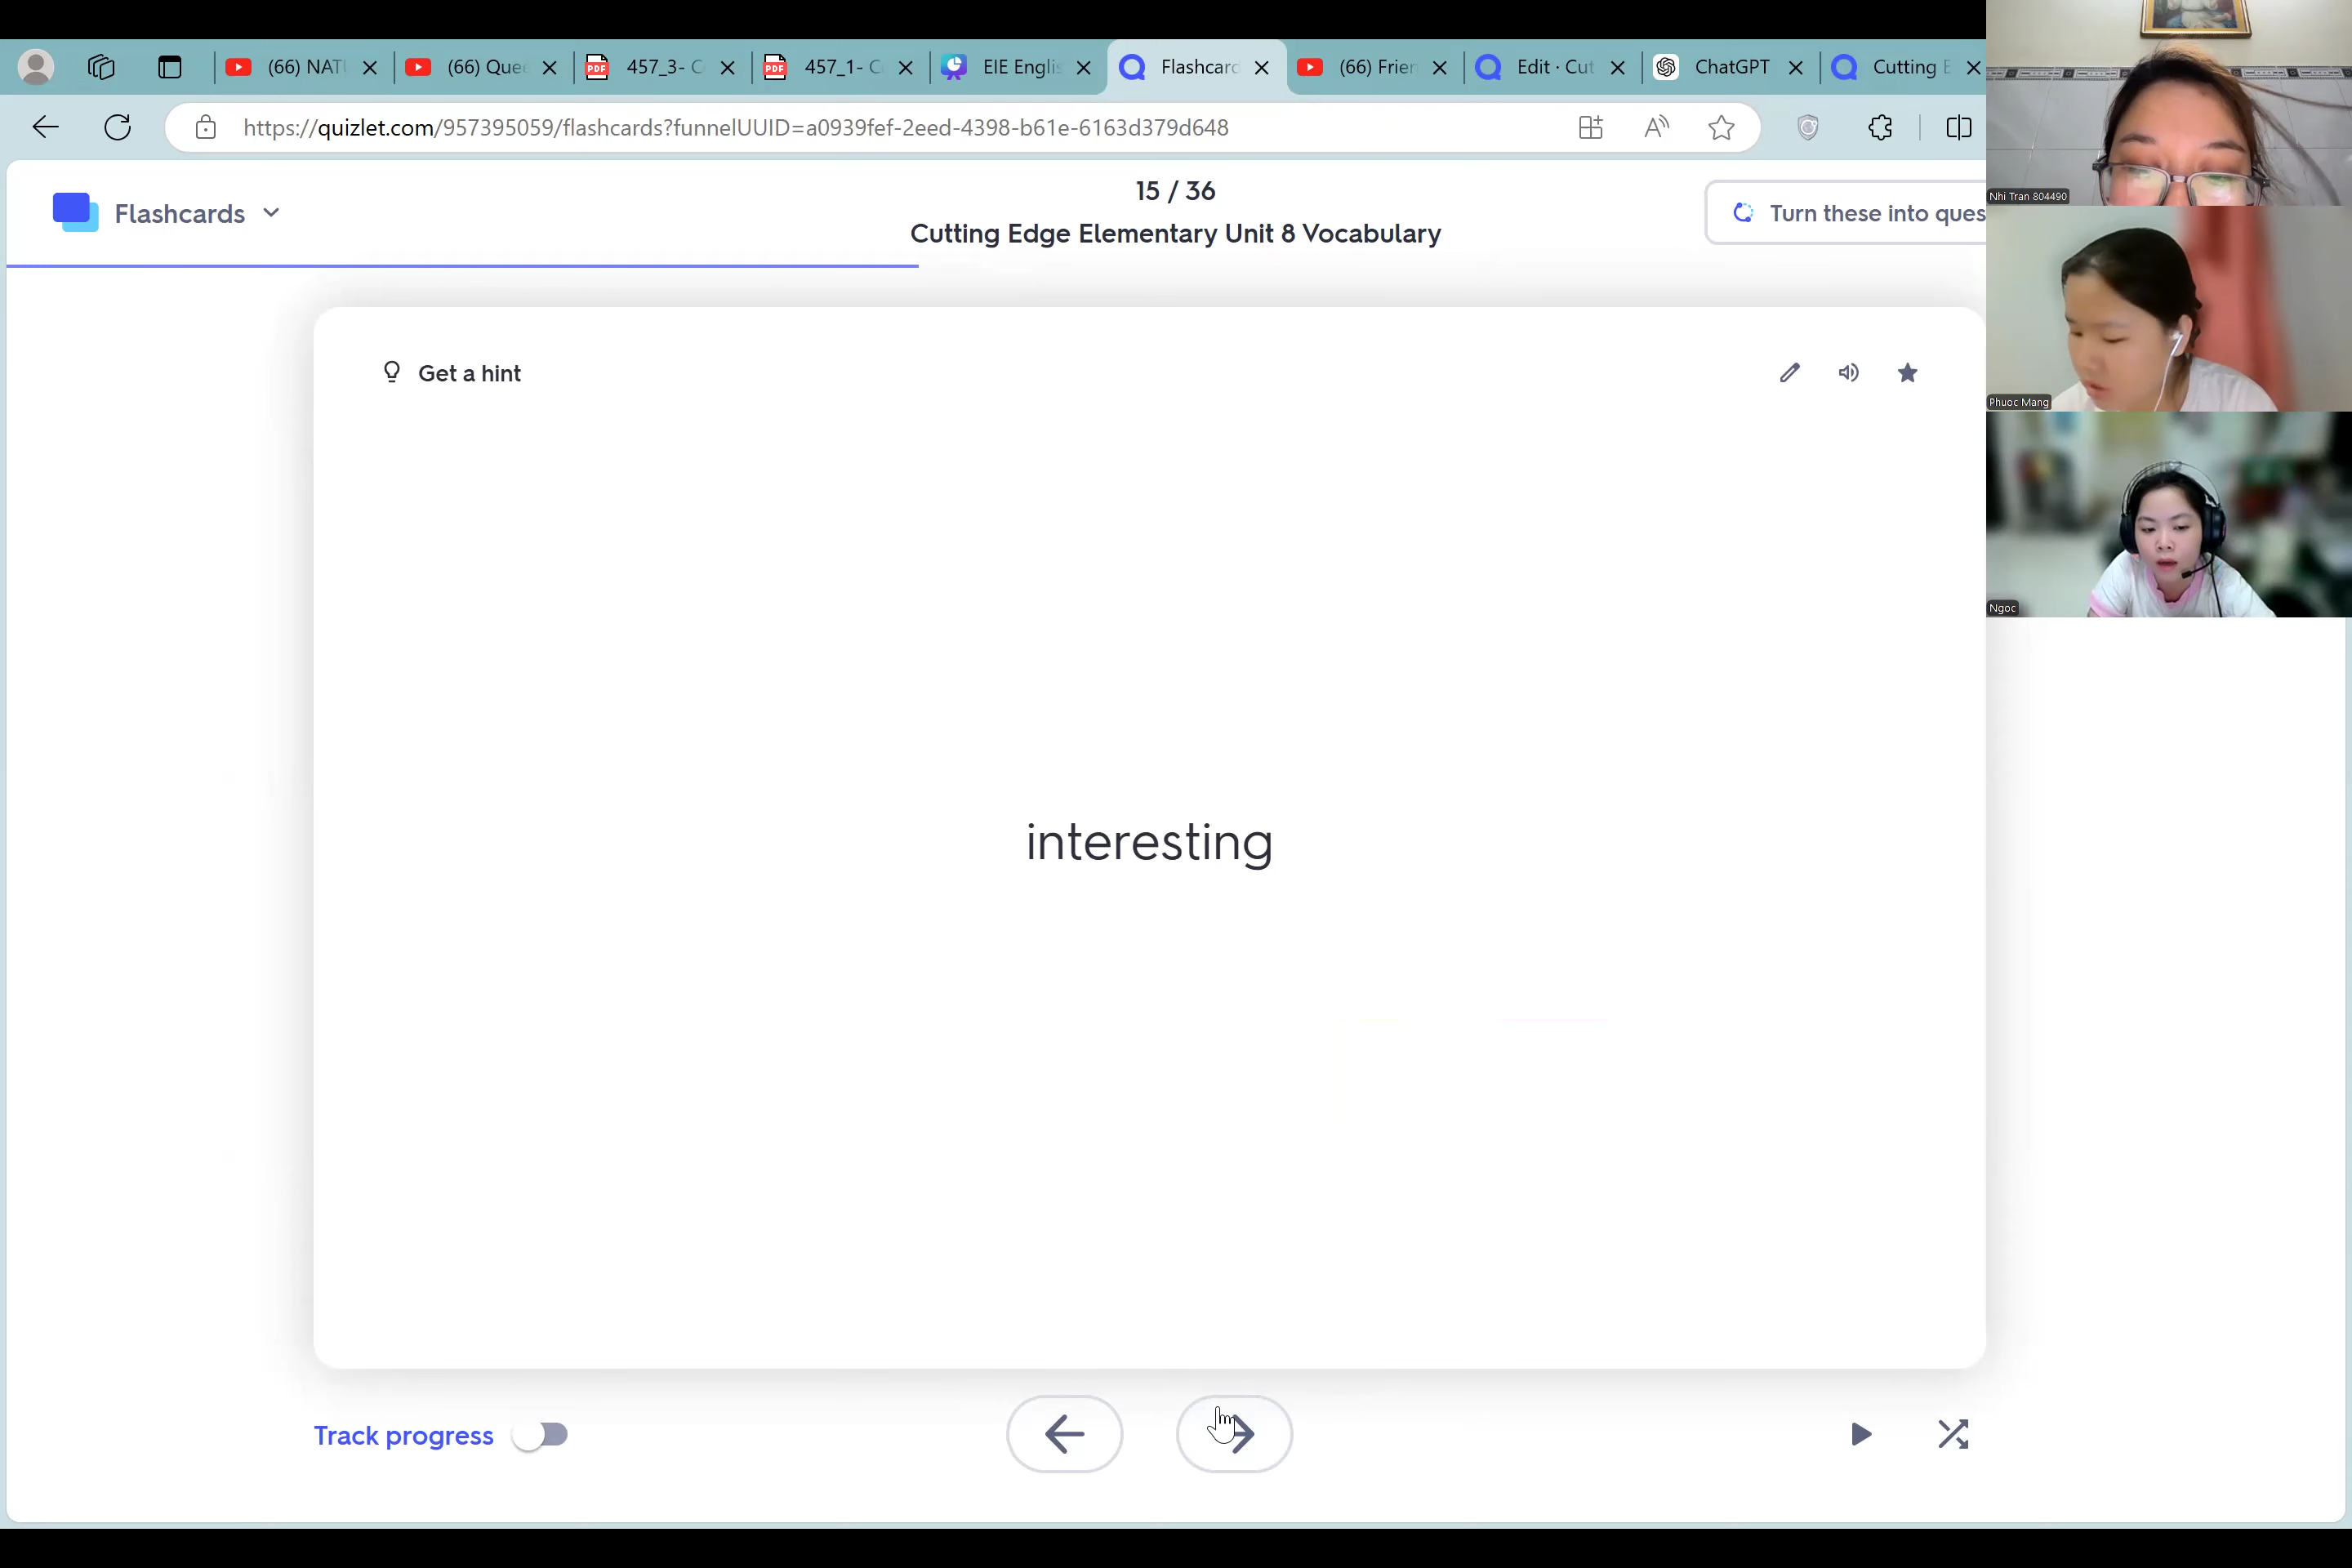 (66) NAT
(66) Que
457_3- C
457_1- C
EIE Englis
Flashcard
(66) Frien
Edit · Cut
ChatGPT
Cutting E
https://quizlet.com/957395059/flashcards?funnelUUID=a0939fef-2eed-4398-b61e-6163d379d648
Nhi Tran 804490
15 / 36
Flashcards
Cutting Edge Elementary Unit 8 Vocabulary
Turn these into ques
Get a hint
Phuoc Mang
Ngoc
interesting
Track progress